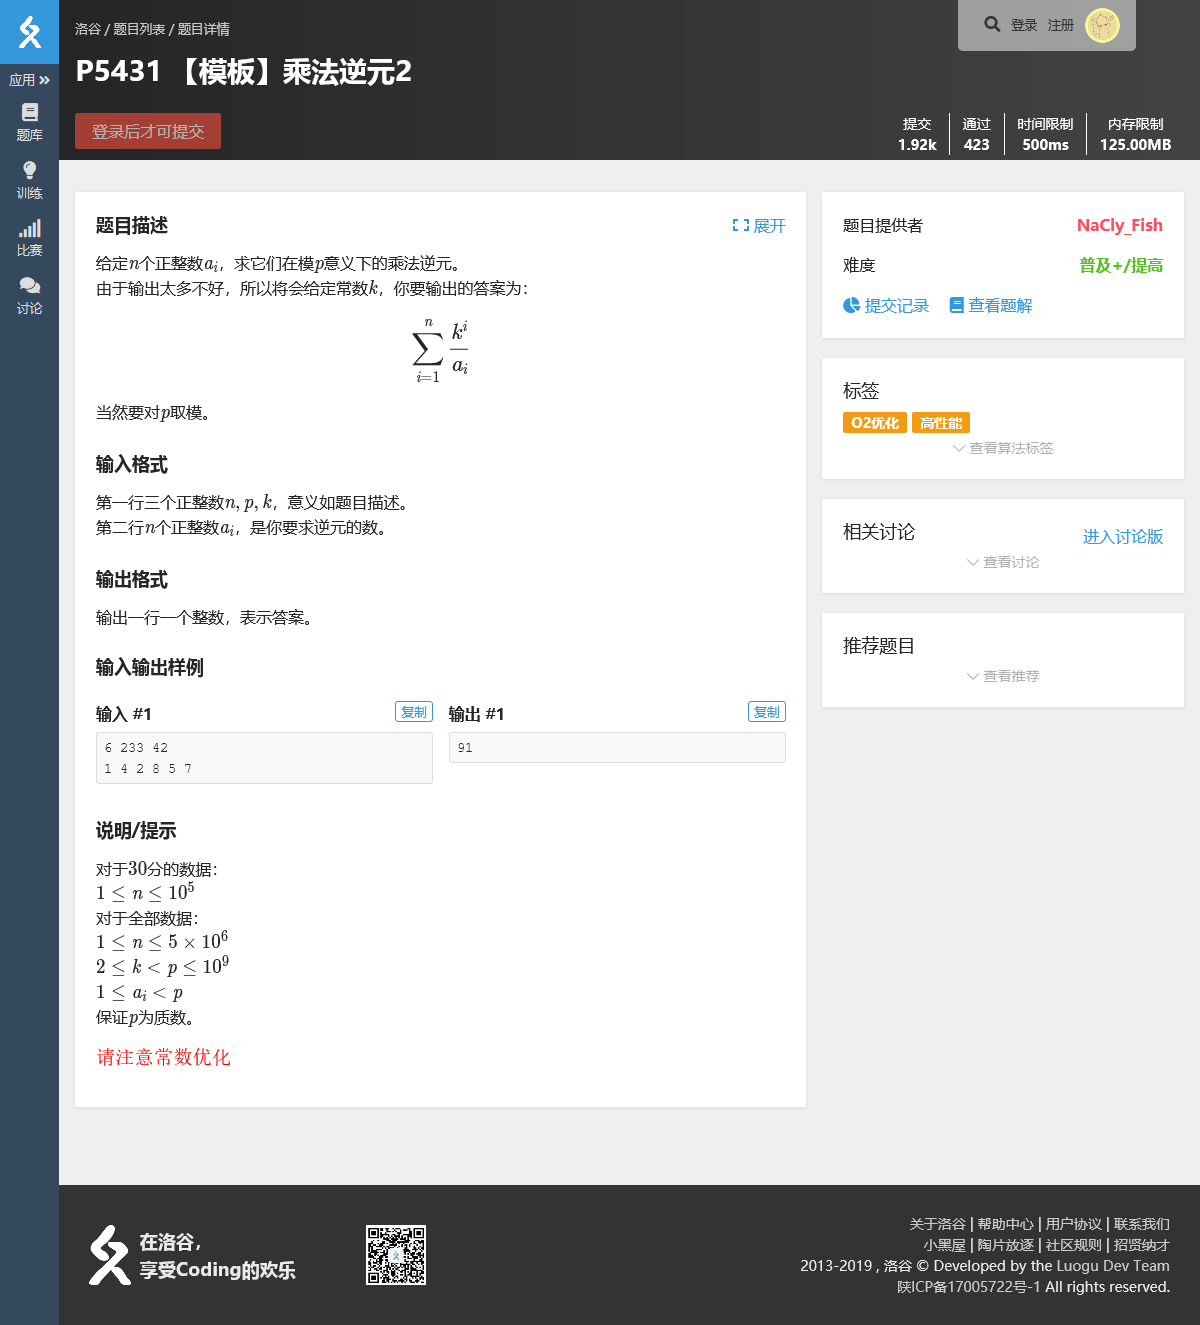 洛谷 / 题目列表 / 题目详情
登录 注册
P5431 【模板】乘法逆元2
应用
题库
训练
比赛
讨论
登录后才可提交
提交
1.92k
通过
423
时间限制
500ms
内存限制
125.00MB
题目描述
展开
给定n个正整数a_i，求它们在模p意义下的乘法逆元。
由于输出太多不好，所以将会给定常数k，你要输出的答案为：
\sum_{i=1}^{n} \frac{k^i}{a_i}
当然要对p取模。
输入格式
第一行三个正整数n, p, k，意义如题目描述。
第二行n个正整数a_i，是你要求逆元的数。
输出格式
输出一行一个整数，表示答案。
输入输出样例
输入 #1
复制
6 233 42
1 4 2 8 5 7
输出 #1
复制
91
说明/提示
对于30分的数据：
1 ≤ n ≤ 10^5
对于全部数据：
1 ≤ n ≤ 5 × 10^6
2 ≤ k < p ≤ 10^9
1 ≤ a_i < p
保证p为质数。
请注意常数优化
题目提供者
NaCly_Fish
难度
普及+/提高
提交记录
查看题解
标签
O2优化
高性能
查看算法标签
相关讨论
进入讨论版
查看讨论
推荐题目
查看推荐
在洛谷，
享受Coding的欢乐
关于洛谷 | 帮助中心 | 用户协议 | 联系我们
小黑屋 | 陶片放逐 | 社区规则 | 招贤纳才
2013-2019 , 洛谷 © Developed by the Luogu Dev Team
陕ICP备17005722号-1 All rights reserved.